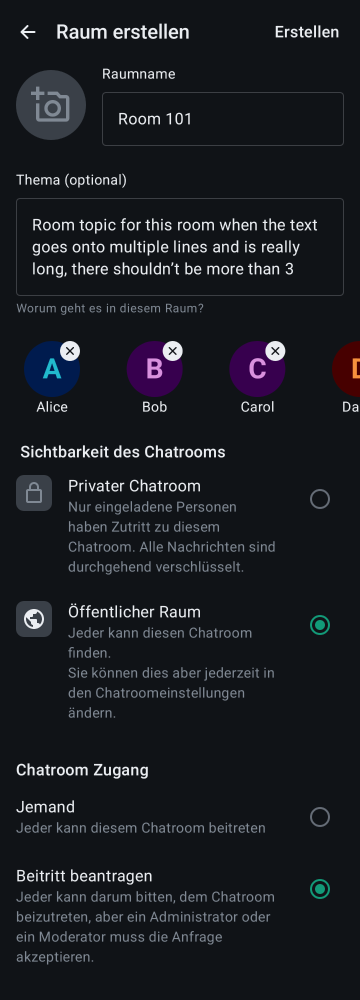 Raum erstellen
Erstellen
Raumname
Room 101
Thema (optional)
Room topic for this room when the text
goes onto multiple lines and is really
long, there shouldn’t be more than 3
Worum geht es in diesem Raum?
A
B
C
Alice
Bob
Carol
Da
Sichtbarkeit des Chatrooms
Privater Chatroom
Nur eingeladene Personen
haben Zutritt zu diesem
Chatroom. Alle Nachrichten sind
durchgehend verschlüsselt.
Öffentlicher Raum
Jeder kann diesen Chatroom
finden.
Sie können dies aber jederzeit in
den Chatroomeinstellungen
ändern.
Chatroom Zugang
Jemand
Jeder kann diesem Chatroom beitreten
Beitritt beantragen
Jeder kann darum bitten, dem Chatroom
beizutreten, aber ein Administrator oder
ein Moderator muss die Anfrage
akzeptieren.